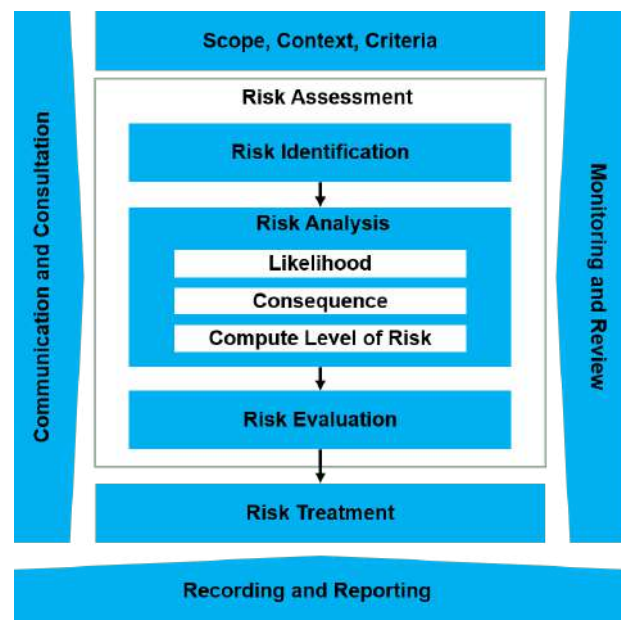 Scope, Context, Criteria
Communication and Consultation
Risk Assessment
Risk Identification
Risk Analysis
Likelihood
Consequence
Compute Level of Risk
Risk Evaluation
Monitoring and Review
Risk Treatment
Recording and Reporting